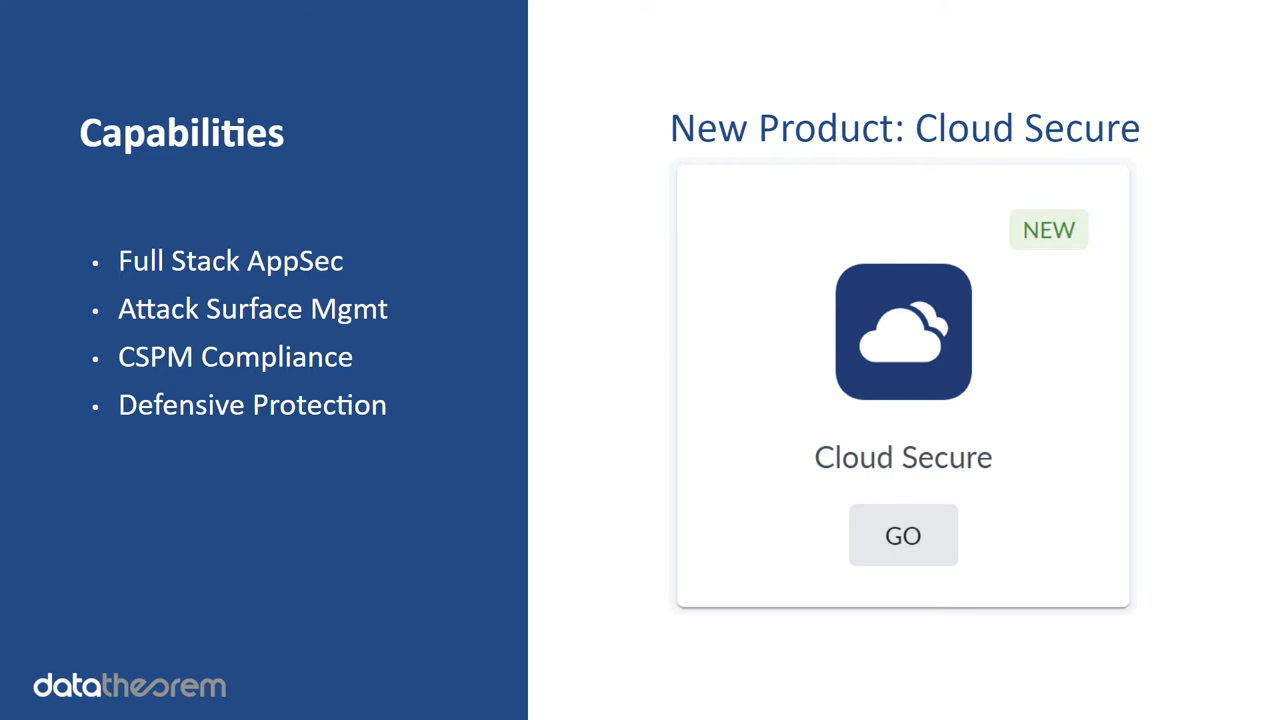 Capabilities
• Full Stack AppSec
• Attack Surface Mgmt
• CSPM Compliance
• Defensive Protection
datatheorem
New Product: Cloud Secure
NEW
Cloud Secure
GO